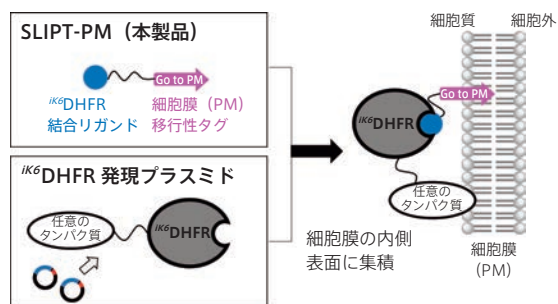 SLIPT-PM（本製品）
Go to PM
iK6DHFR
結合リガンド
細胞膜（PM）
移行性タグ
iK6DHFR 発現プラスミド
任意の
タンパク質
iK6DHFR
細胞質
細胞外
Go to PM
iK6DHFR
任意の
タンパク質
細胞膜の内側
表面に集積
細胞膜
(PM)